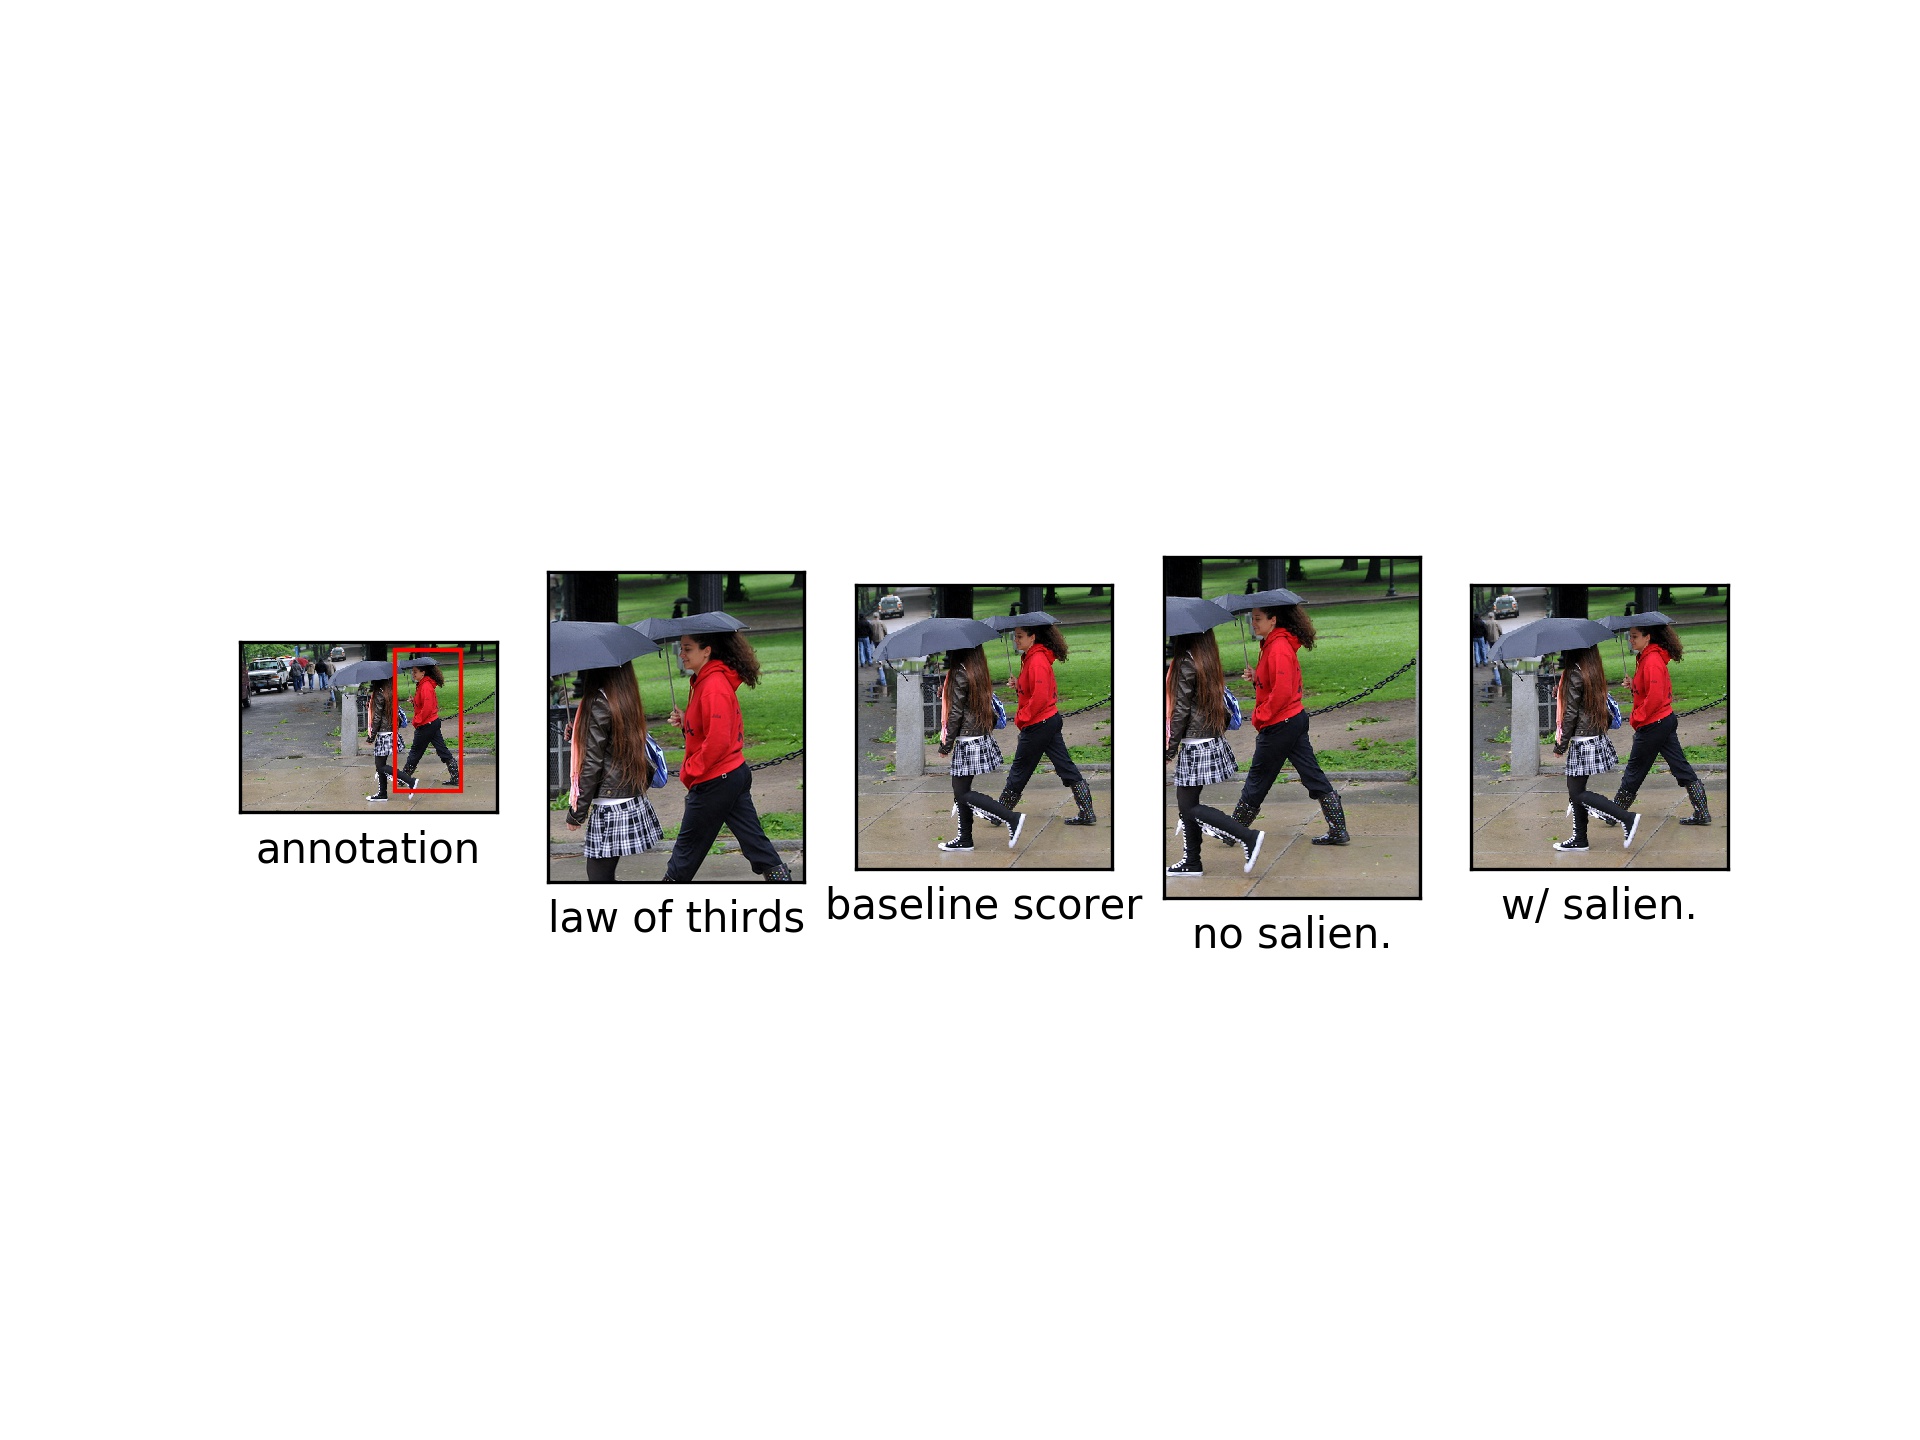 annotation
law of thirds
baseline scorer
no salien.
w/ salien.